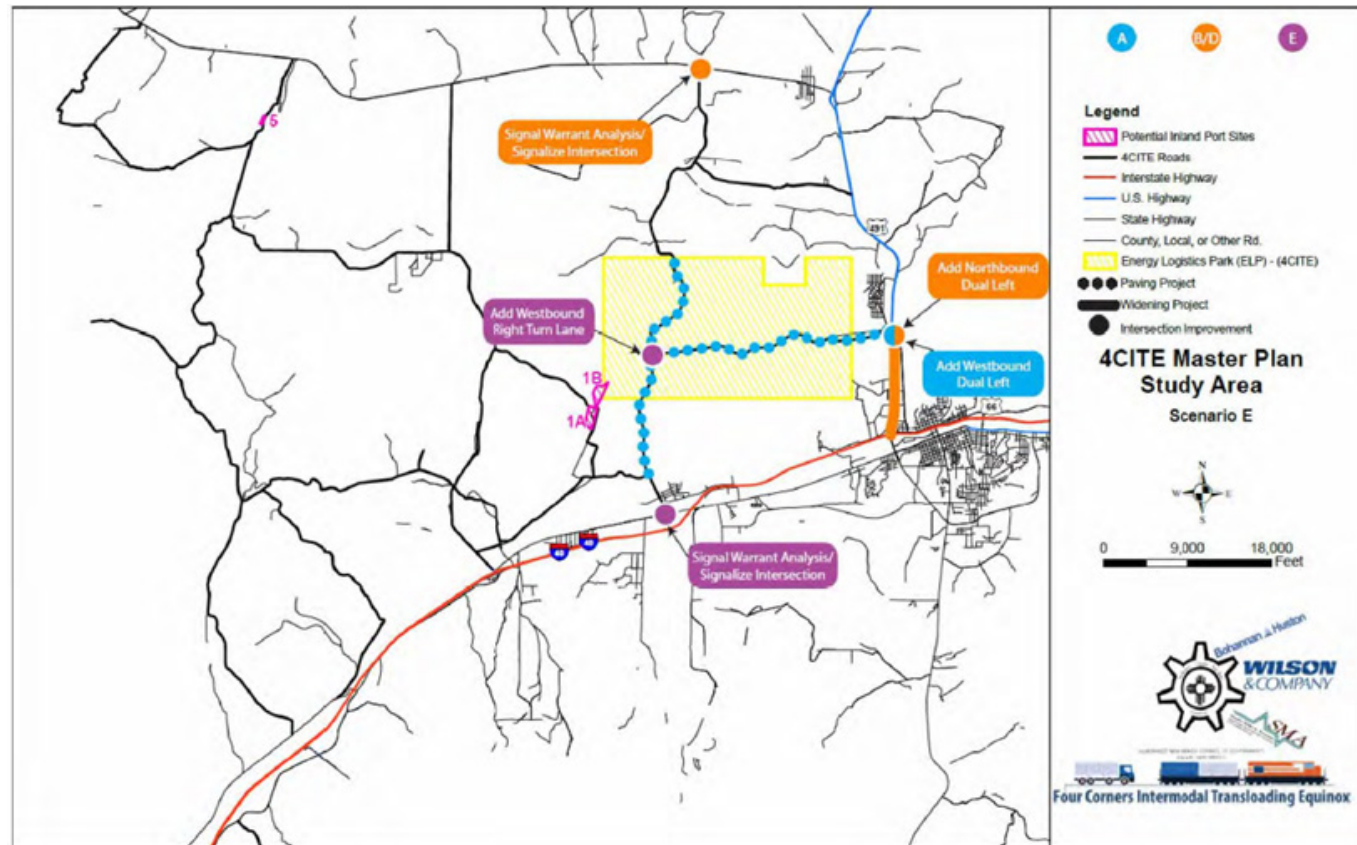 A
B/D
E
Legend
Potential Inland Port Sites
4CITE Roads
Interstate Highway
U.S. Highway
State Highway
County, Local, or Other Rd.
Energy Logistics Park (ELP) - (4CITE)
Paving Project
Widening Project
Intersection Improvement
4CITE Master Plan
Study Area
Scenario E
N
W
E
S
0
9,000
18,000
Feet
Bohannan Huston
WILSON
&COMPANY
SMA
Four Corners Intermodal Transloading Equinox
5
Signal Warrant Analysis/
Signalize Intersection
491
Add Northbound
Dual Left
Add Westbound
Right Turn Lane
Add Westbound
Dual Left
1B
1A
66
Signal Warrant Analysis/
Signalize Intersection